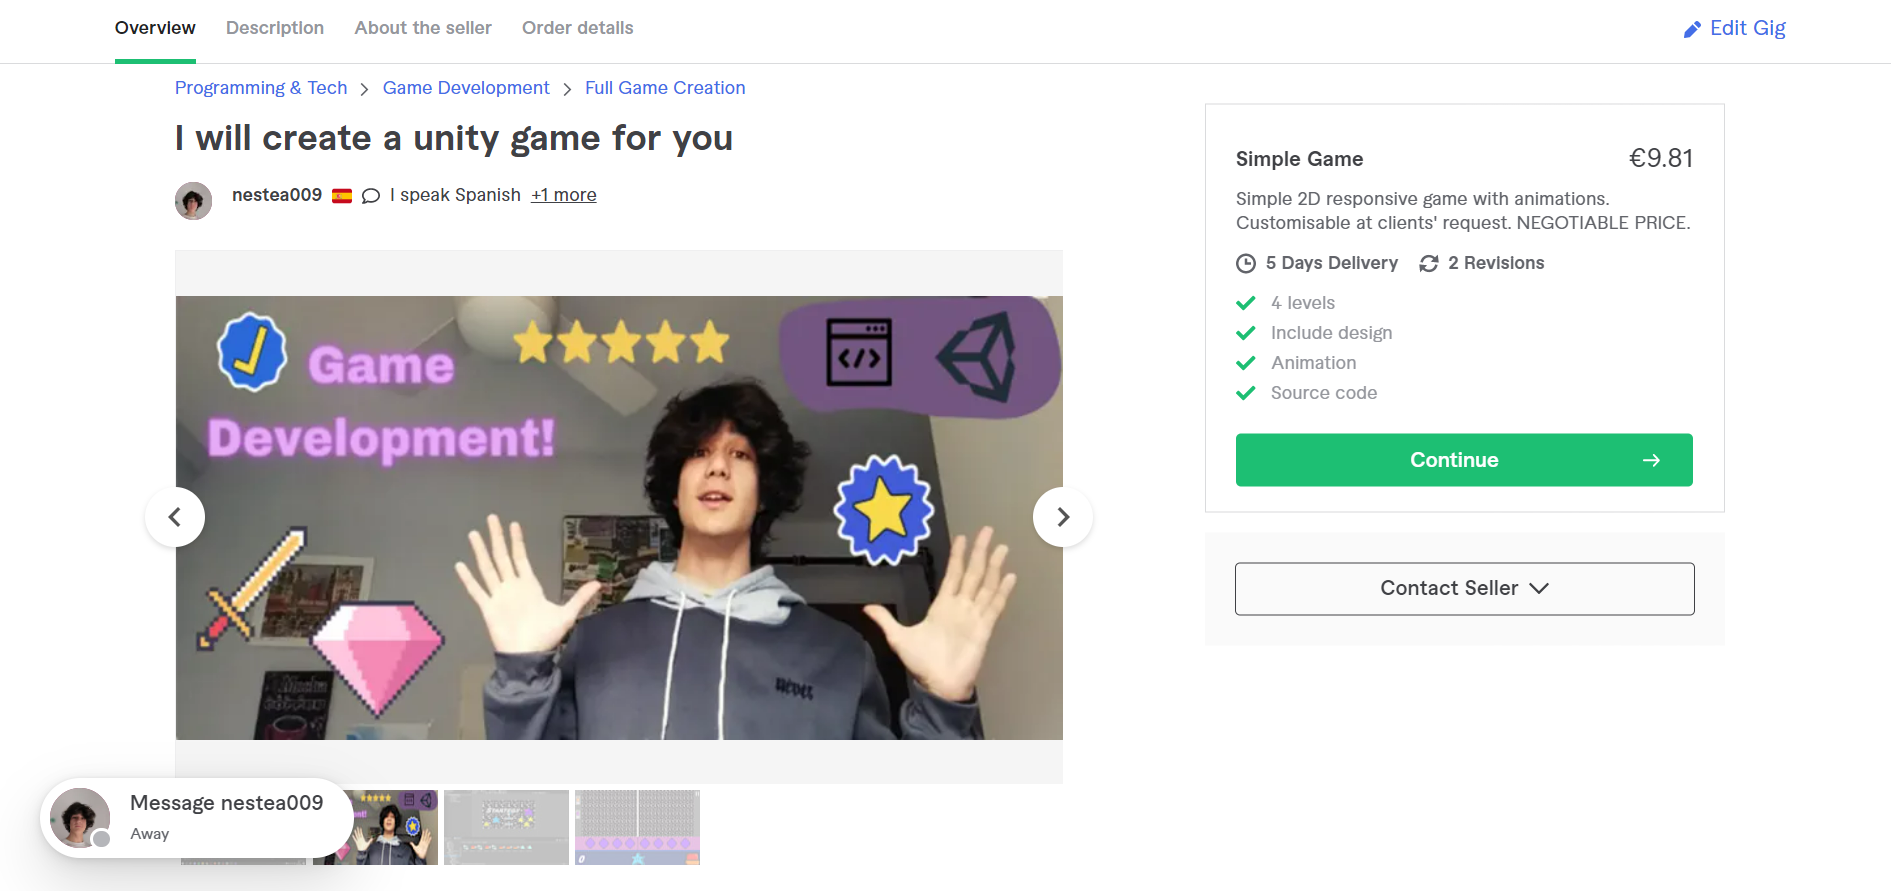 Overview Description About the seller Order details Edit Gig
Programming & Tech > Game Development > Full Game Creation
I will create a unity game for you
nestea009 I speak Spanish +1 more
Game
Development!
</>
never
Simple Game €9.81
Simple 2D responsive game with animations.
Customisable at clients' request. NEGOTIABLE PRICE.
5 Days Delivery 2 Revisions
4 levels
Include design
Animation
Source code
Continue →
Contact Seller
Message nestea009
Away
0